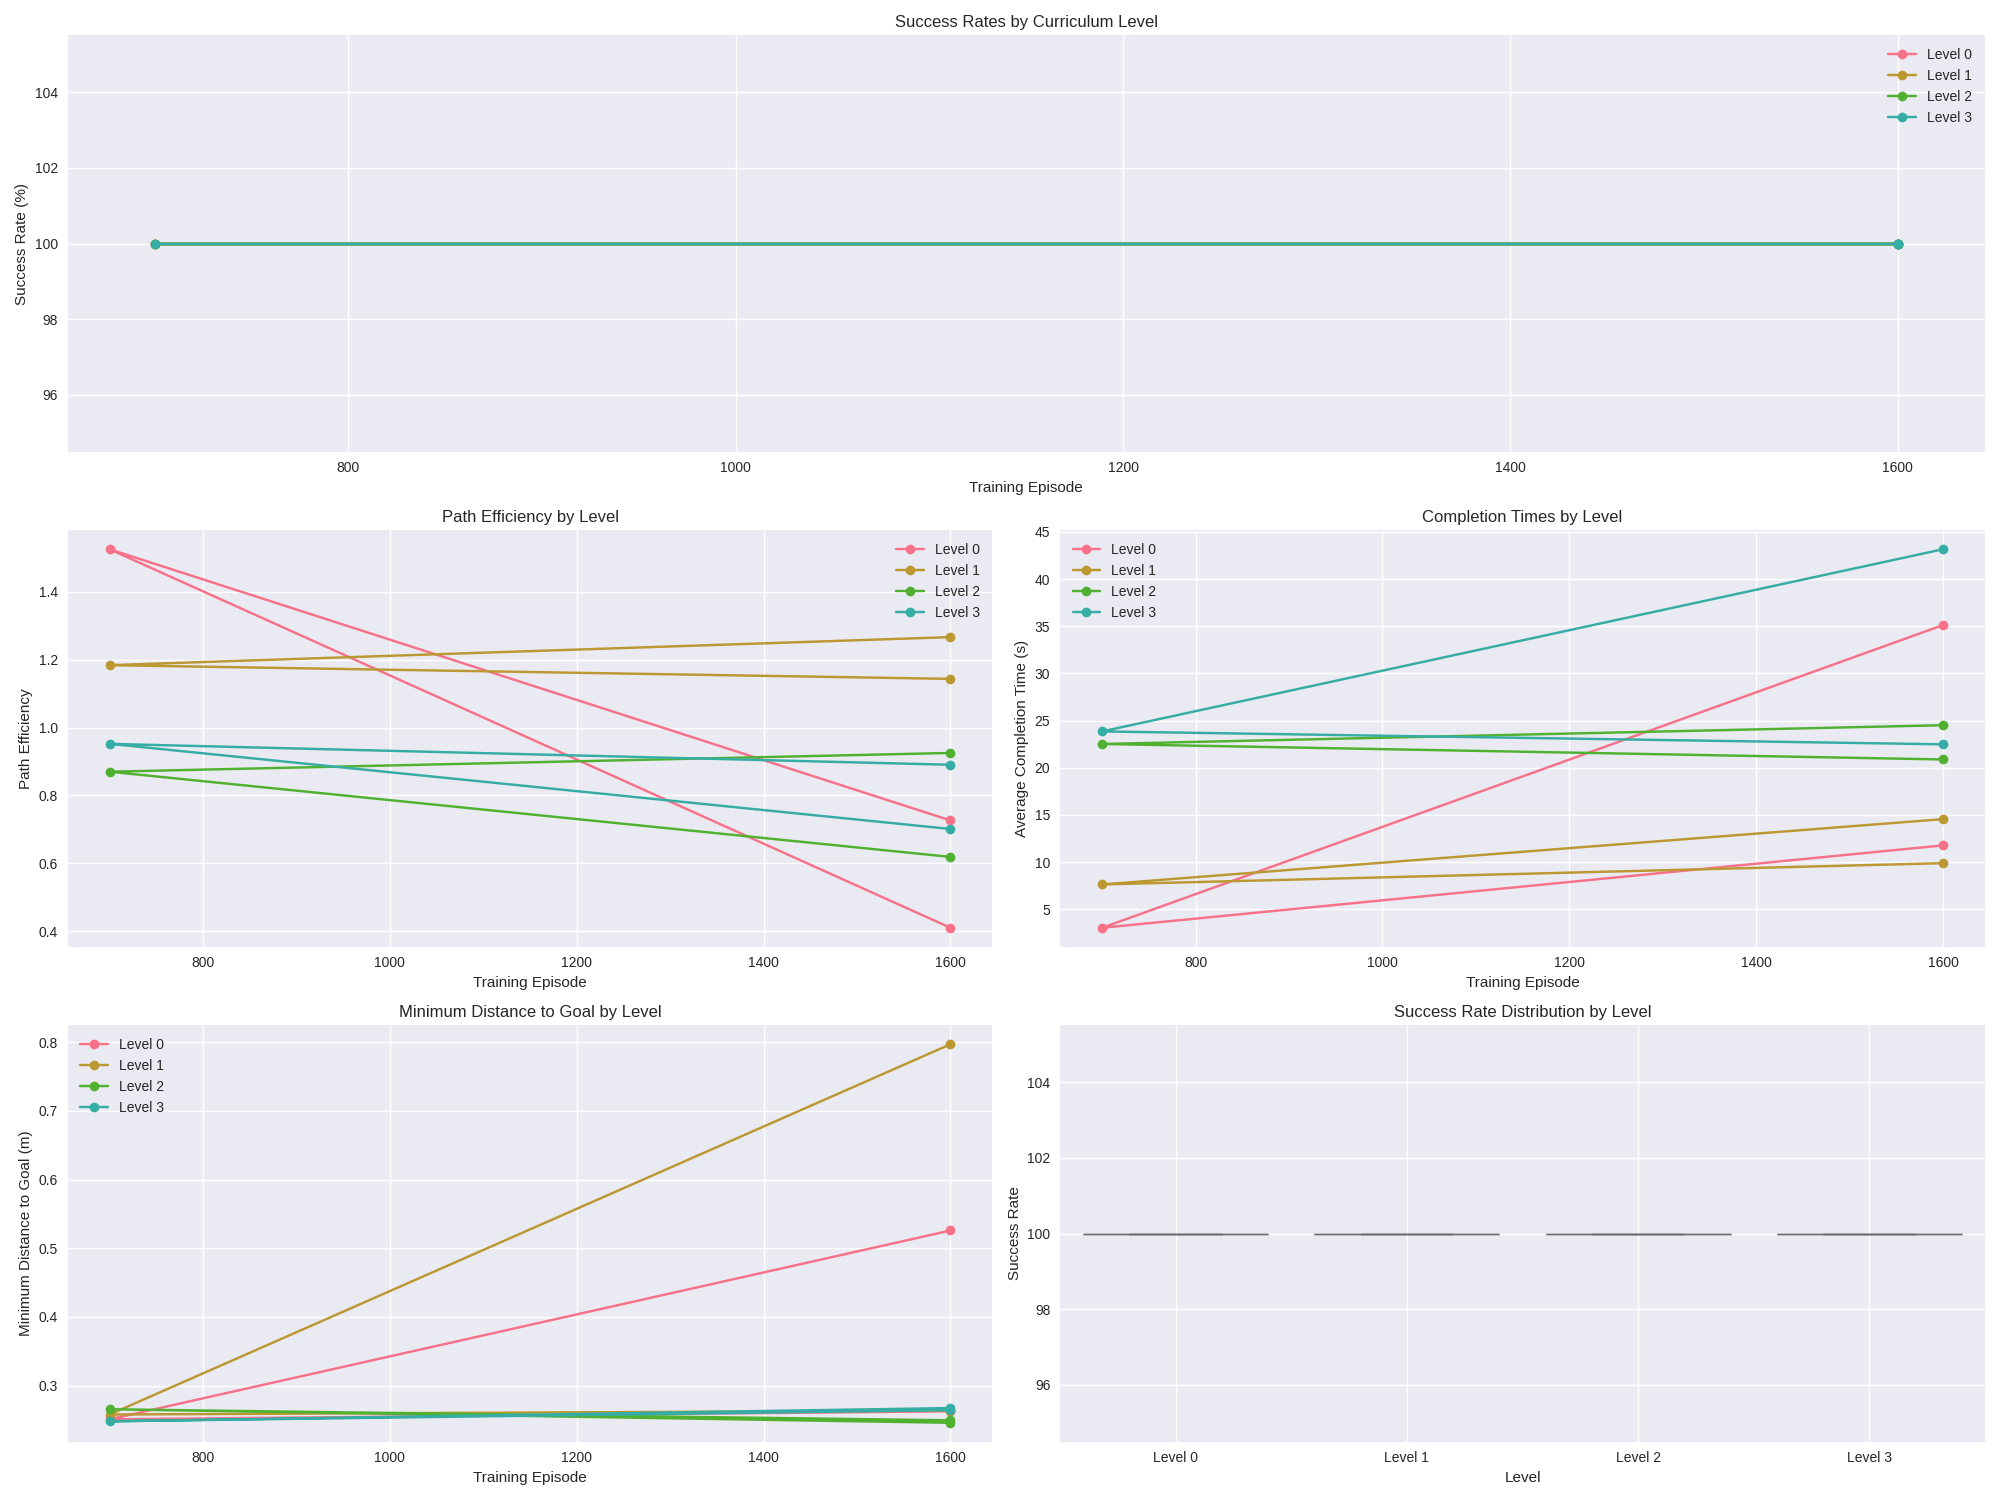 Success Rates by Curriculum Level
Level 0
Level 1
Level 2
Level 3
104
102
100
98
96
Success Rate (%)
800 1000 1200 1400 1600
Training Episode
Path Efficiency by Level
Level 0
Level 1
Level 2
Level 3
1.4
1.2
1.0
0.8
0.6
0.4
Path Efficiency
800 1000 1200 1400 1600
Training Episode
Completion Times by Level
Level 0
Level 1
Level 2
Level 3
45
40
35
30
25
20
15
10
5
Average Completion Time (s)
800 1000 1200 1400 1600
Training Episode
Minimum Distance to Goal by Level
Level 0
Level 1
Level 2
Level 3
0.8
0.7
0.6
0.5
0.4
0.3
Minimum Distance to Goal (m)
800 1000 1200 1400 1600
Training Episode
Success Rate Distribution by Level
104
102
100
98
96
Success Rate
Level 0 Level 1 Level 2 Level 3
Level